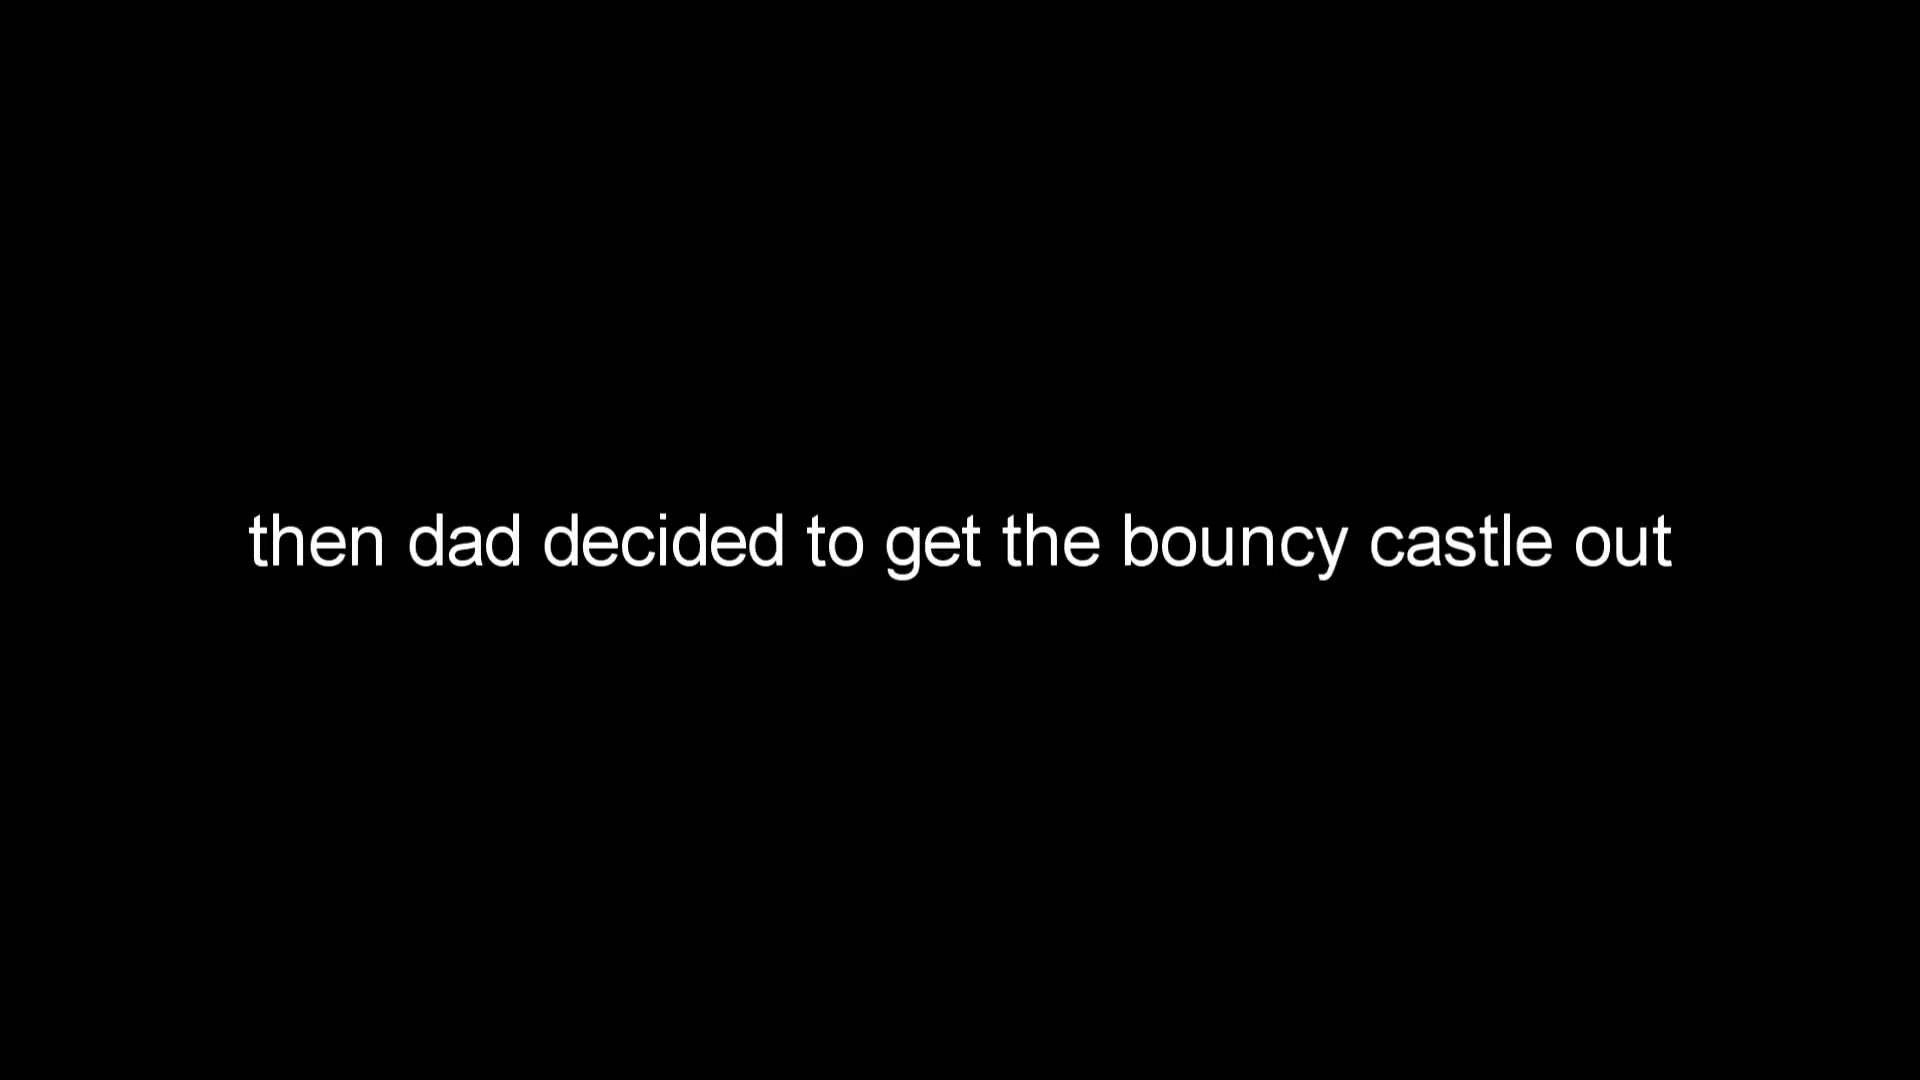 then dad decided to get the bouncy castle out